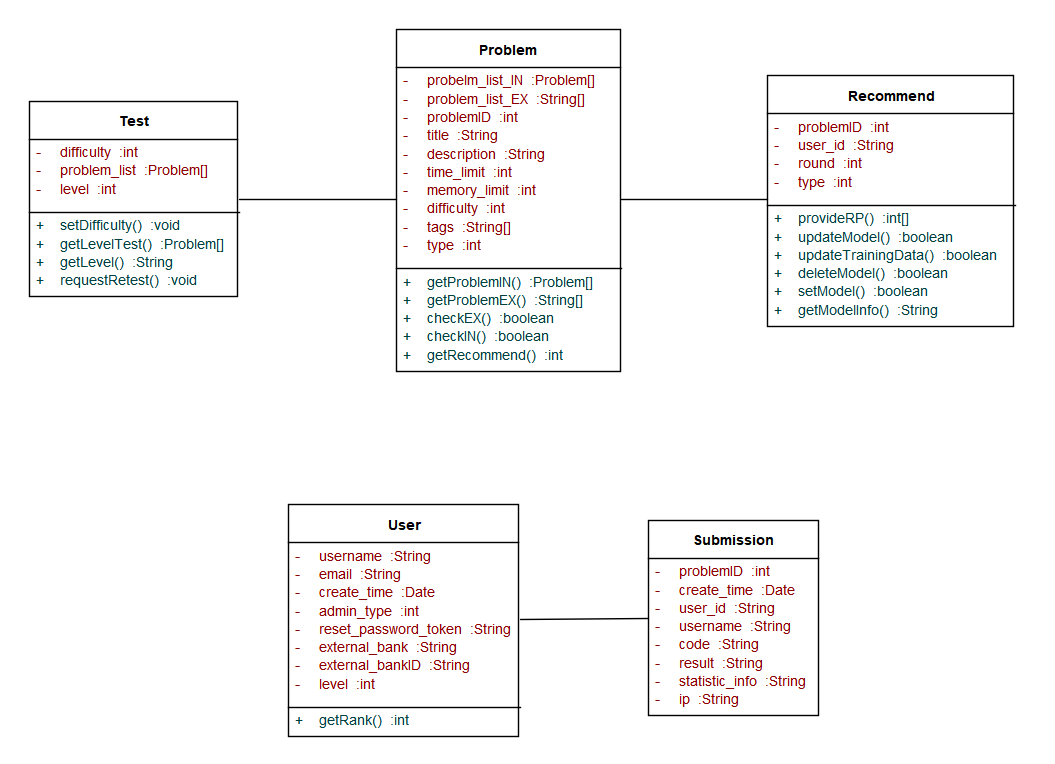 Test
- difficulty :int
- problem_list :Problem[]
- level :int
+ setDifficulty() :void
+ getLevelTest() :Problem[]
+ getLevel() :String
+ requestRetest() :void
Problem
- probelm_list_IN :Problem[]
- problem_list_EX :String[]
- problemID :int
- title :String
- description :String
- time_limit :int
- memory_limit :int
- difficulty :int
- tags :String[]
- type :int
+ getProblemIN() :Problem[]
+ getProblemEX() :String[]
+ checkEX() :boolean
+ checkIN() :boolean
+ getRecommend() :int
Recommend
- problemID :int
- user_id :String
- round :int
- type :int
+ provideRP() :int[]
+ updateModel() :boolean
+ updateTrainingData() :boolean
+ deleteModel() :boolean
+ setModel() :boolean
+ getModelInfo() :String
User
- username :String
- email :String
- create_time :Date
- admin_type :int
- reset_password_token :String
- external_bank :String
- external_bankID :String
- level :int
+ getRank() :int
Submission
- problemID :int
- create_time :Date
- user_id :String
- username :String
- code :String
- result :String
- statistic_info :String
- ip :String